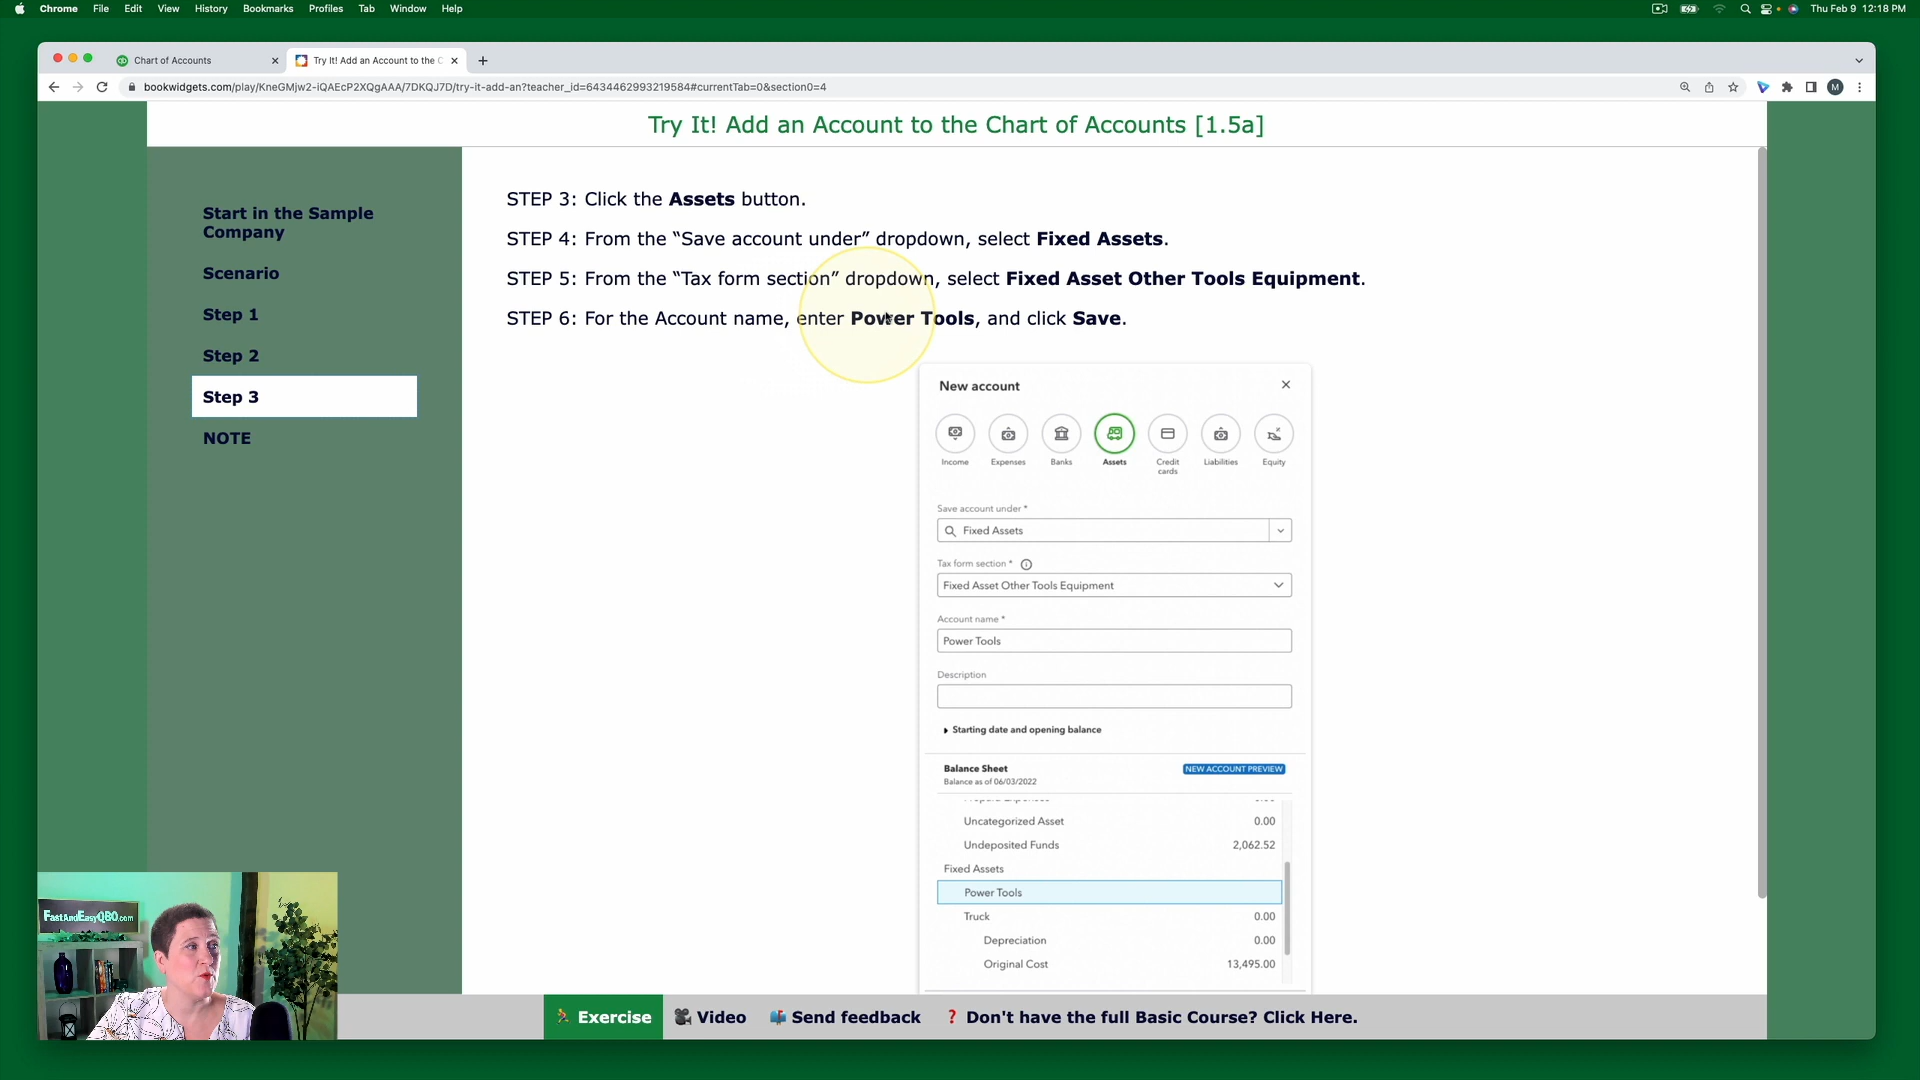 Chrome File Edit View History Bookmarks Profiles Tab Window Help Thu Feb 9 12:18 PM
Chart of Accounts
Try It! Add an Account to the C
bookwidgets.com/play/KneGMjw2-iQAEcP2XQgAAA/7DKQJ7D/try-it-add-an?teacher_id=6434462993219584#currentTab=0&section0=4
M
Try It! Add an Account to the Chart of Accounts [1.5a]
Start in the Sample
Company
Scenario
Step 1
Step 2
Step 3
NOTE
STEP 3: Click the Assets button.
STEP 4: From the “Save account under” dropdown, select Fixed Assets.
STEP 5: From the “Tax form section” dropdown, select Fixed Asset Other Tools Equipment.
STEP 6: For the Account name, enter Power Tools, and click Save.
New account
Income Expenses Banks Assets Credit cards Liabilities Equity
Save account under *
Fixed Assets
Tax form section *
Fixed Asset Other Tools Equipment
Account name *
Power Tools
Description
Starting date and opening balance
Balance Sheet NEW ACCOUNT PREVIEW
Balance as of 06/03/2022
Uncategorized Asset 0.00
Undeposited Funds 2,062.52
Fixed Assets
Power Tools
Truck 0.00
Depreciation 0.00
Original Cost 13,495.00
FastAndEasyQBO.com
Exercise Video Send feedback ? Don't have the full Basic Course? Click Here.